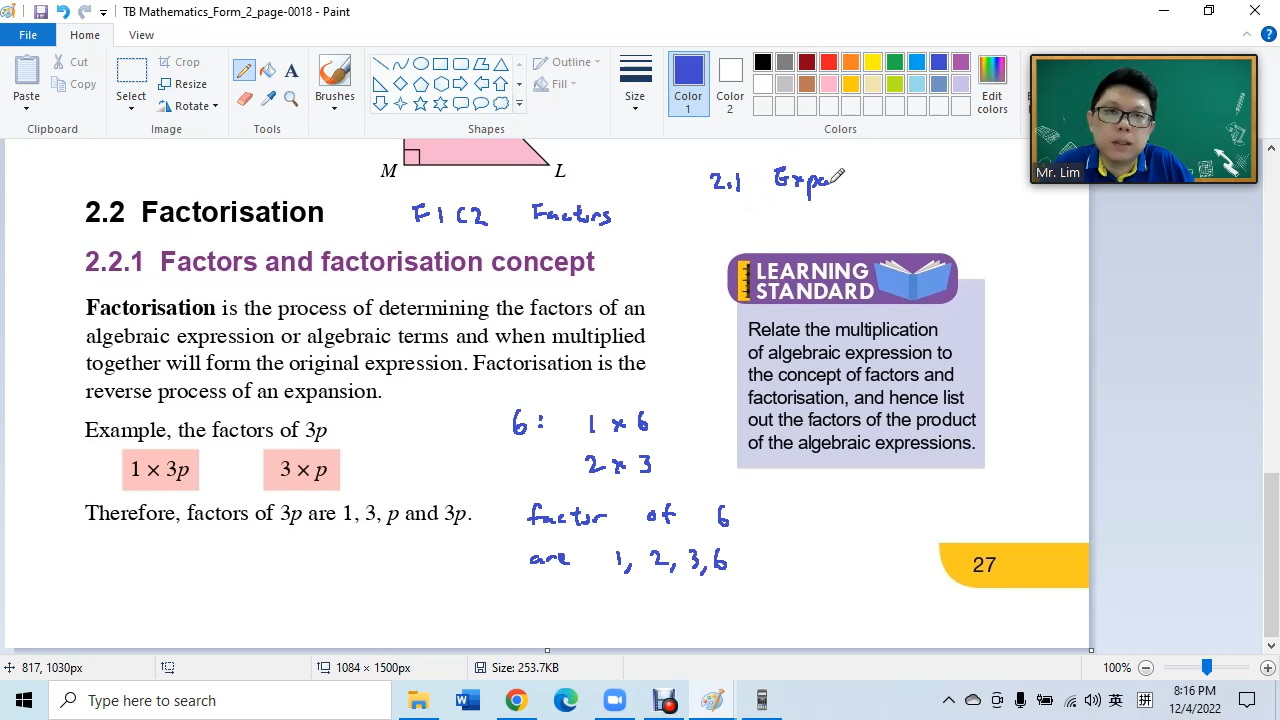 TB Mathematics_Form_2_page-0018 - Paint
File Home View
Paste Cut Copy Clipboard
Select Crop Resize Rotate Image
Tools
Brushes
Outline Fill Shapes
Size
Color 1 Color 2 Edit colors Colors
Mr. Lim
M L
2.1 Expa
2.2 Factorisation F1 C2 Factors
2.2.1 Factors and factorisation concept
Factorisation is the process of determining the factors of an
algebraic expression or algebraic terms and when multiplied
together will form the original expression. Factorisation is the
reverse process of an expansion.
Example, the factors of 3p
1 × 3p 3 × p
Therefore, factors of 3p are 1, 3, p and 3p.
6: 1 × 6
2 × 3
factor of 6
are 1, 2, 3, 6
LEARNING
STANDARD
Relate the multiplication
of algebraic expression to
the concept of factors and
factorisation, and hence list
out the factors of the product
of the algebraic expressions.
27
817, 1030px 1084 × 1500px Size: 253.7KB 100%
Type here to search
英 拼 8:16 PM
12/4/2022